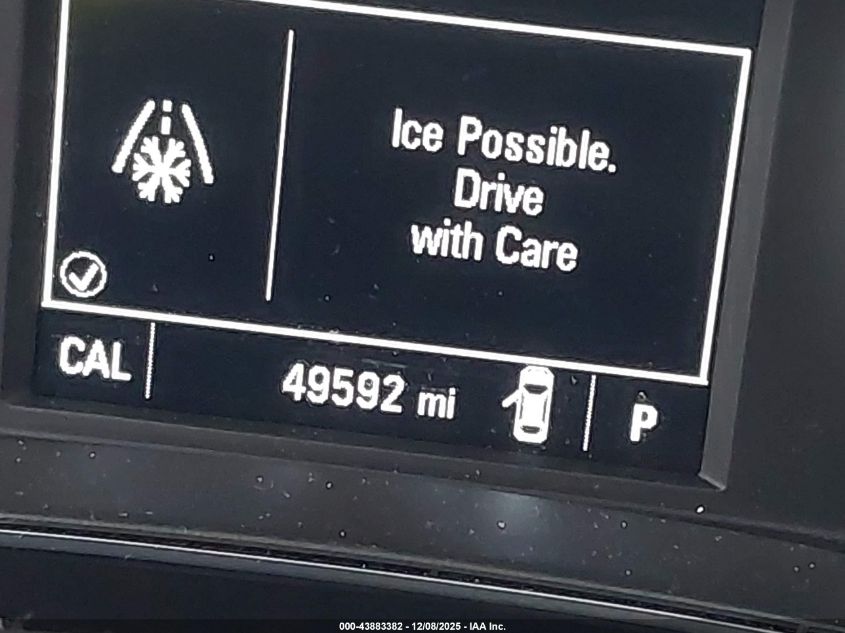 Ice Possible.
Drive
with Care
CAL
49592 mi
P
000-43883382 - 12/08/2025 - IAA Inc.